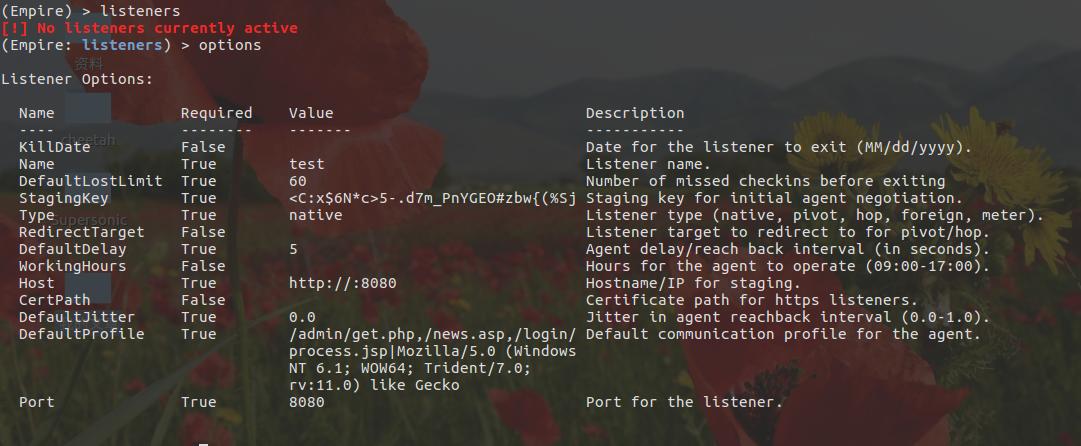 (Empire) > listeners
[!] No listeners currently active
(Empire: listeners) > options
资料
Listener Options:
Name Required Value Description
---- -------- ------- -----------
cheetah
KillDate False Date for the listener to exit (MM/dd/yyyy).
Name True test Listener name.
DefaultLostLimit True 60 Number of missed checkins before exiting
StagingKey True <C:x$6N*c>5-.d7m_PnYGEO#zbw{(%Sj Staging key for initial agent negotiation.
Type True native Listener type (native, pivot, hop, foreign, meter).
Supersonic
RedirectTarget False Listener target to redirect to for pivot/hop.
DefaultDelay True 5 Agent delay/reach back interval (in seconds).
WorkingHours False Hours for the agent to operate (09:00-17:00).
Host True http://:8080 Hostname/IP for staging.
CertPath False Certificate path for https listeners.
DefaultJitter True 0.0 Jitter in agent reachback interval (0.0-1.0).
DefaultProfile True /admin/get.php,/news.asp,/login/ Default communication profile for the agent.
process.jsp|Mozilla/5.0 (Windows
NT 6.1; WOW64; Trident/7.0;
rv:11.0) like Gecko
Port True 8080 Port for the listener.